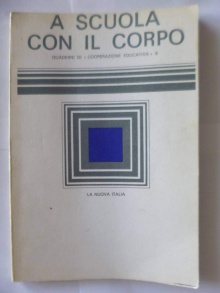 A SCUOLA
CON IL CORPO
QUADERNI DI « COOPERAZIONE EDUCATIVA » 8
LA NUOVA ITALIA